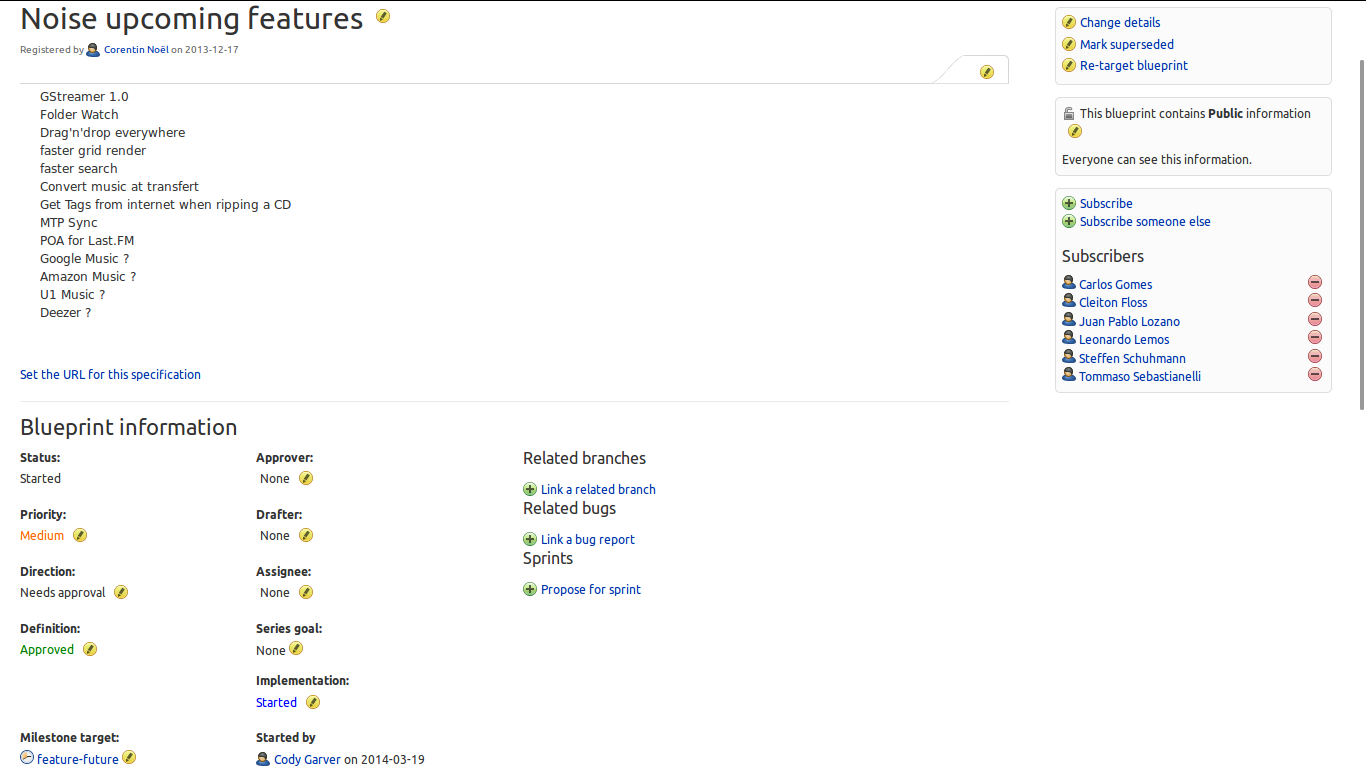 Noise upcoming features
Registered by Corentin Noël on 2013-12-17
GStreamer 1.0
Folder Watch
Drag'n'drop everywhere
faster grid render
faster search
Convert music at transfert
Get Tags from internet when ripping a CD
MTP Sync
POA for Last.FM
Google Music ?
Amazon Music ?
U1 Music ?
Deezer ?
Set the URL for this specification
Blueprint information
Status:
Started
Priority:
Medium
Direction:
Needs approval
Definition:
Approved
Milestone target:
feature-future
Approver:
None
Drafter:
None
Assignee:
None
Series goal:
None
Implementation:
Started
Started by
Cody Garver on 2014-03-19
Related branches
Link a related branch
Related bugs
Link a bug report
Sprints
Propose for sprint
Change details
Mark superseded
Re-target blueprint
This blueprint contains Public information
Everyone can see this information.
Subscribe
Subscribe someone else
Subscribers
Carlos Gomes
Cleiton Floss
Juan Pablo Lozano
Leonardo Lemos
Steffen Schuhmann
Tommaso Sebastianelli